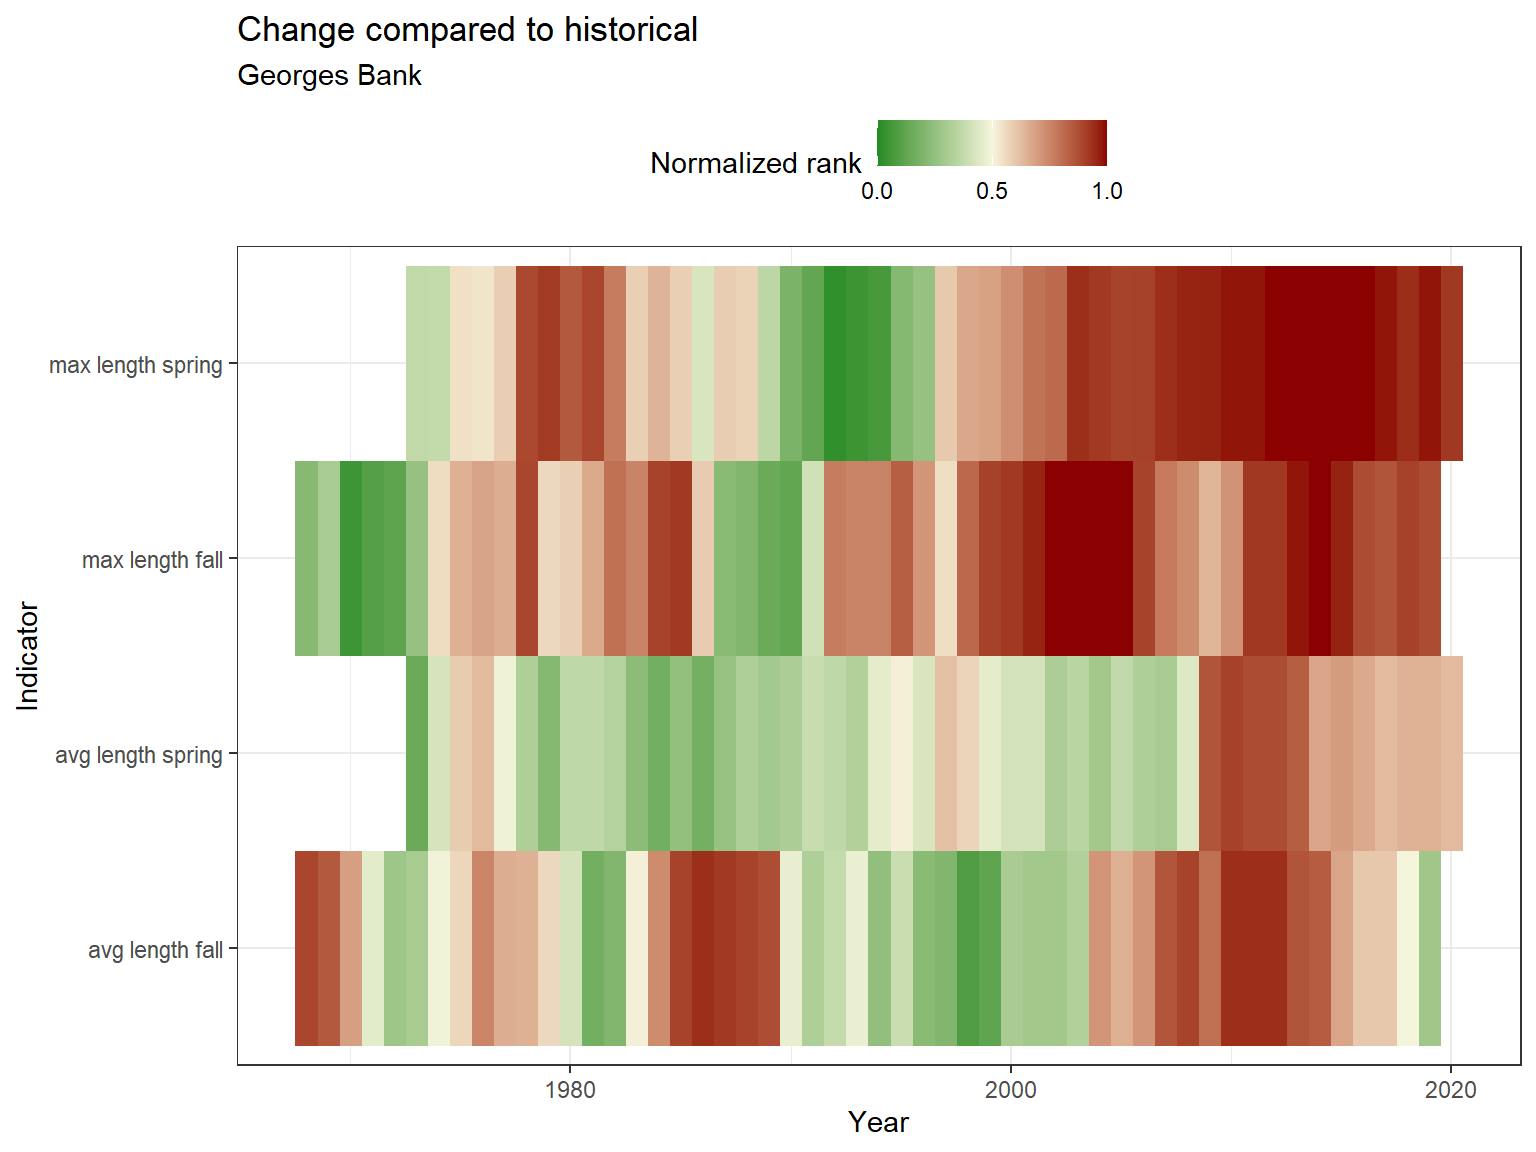 Change compared to historical
Georges Bank
Normalized rank
0.0 0.5 1.0
max length spring
max length fall
avg length spring
avg length fall
Indicator
1980 2000 2020
Year